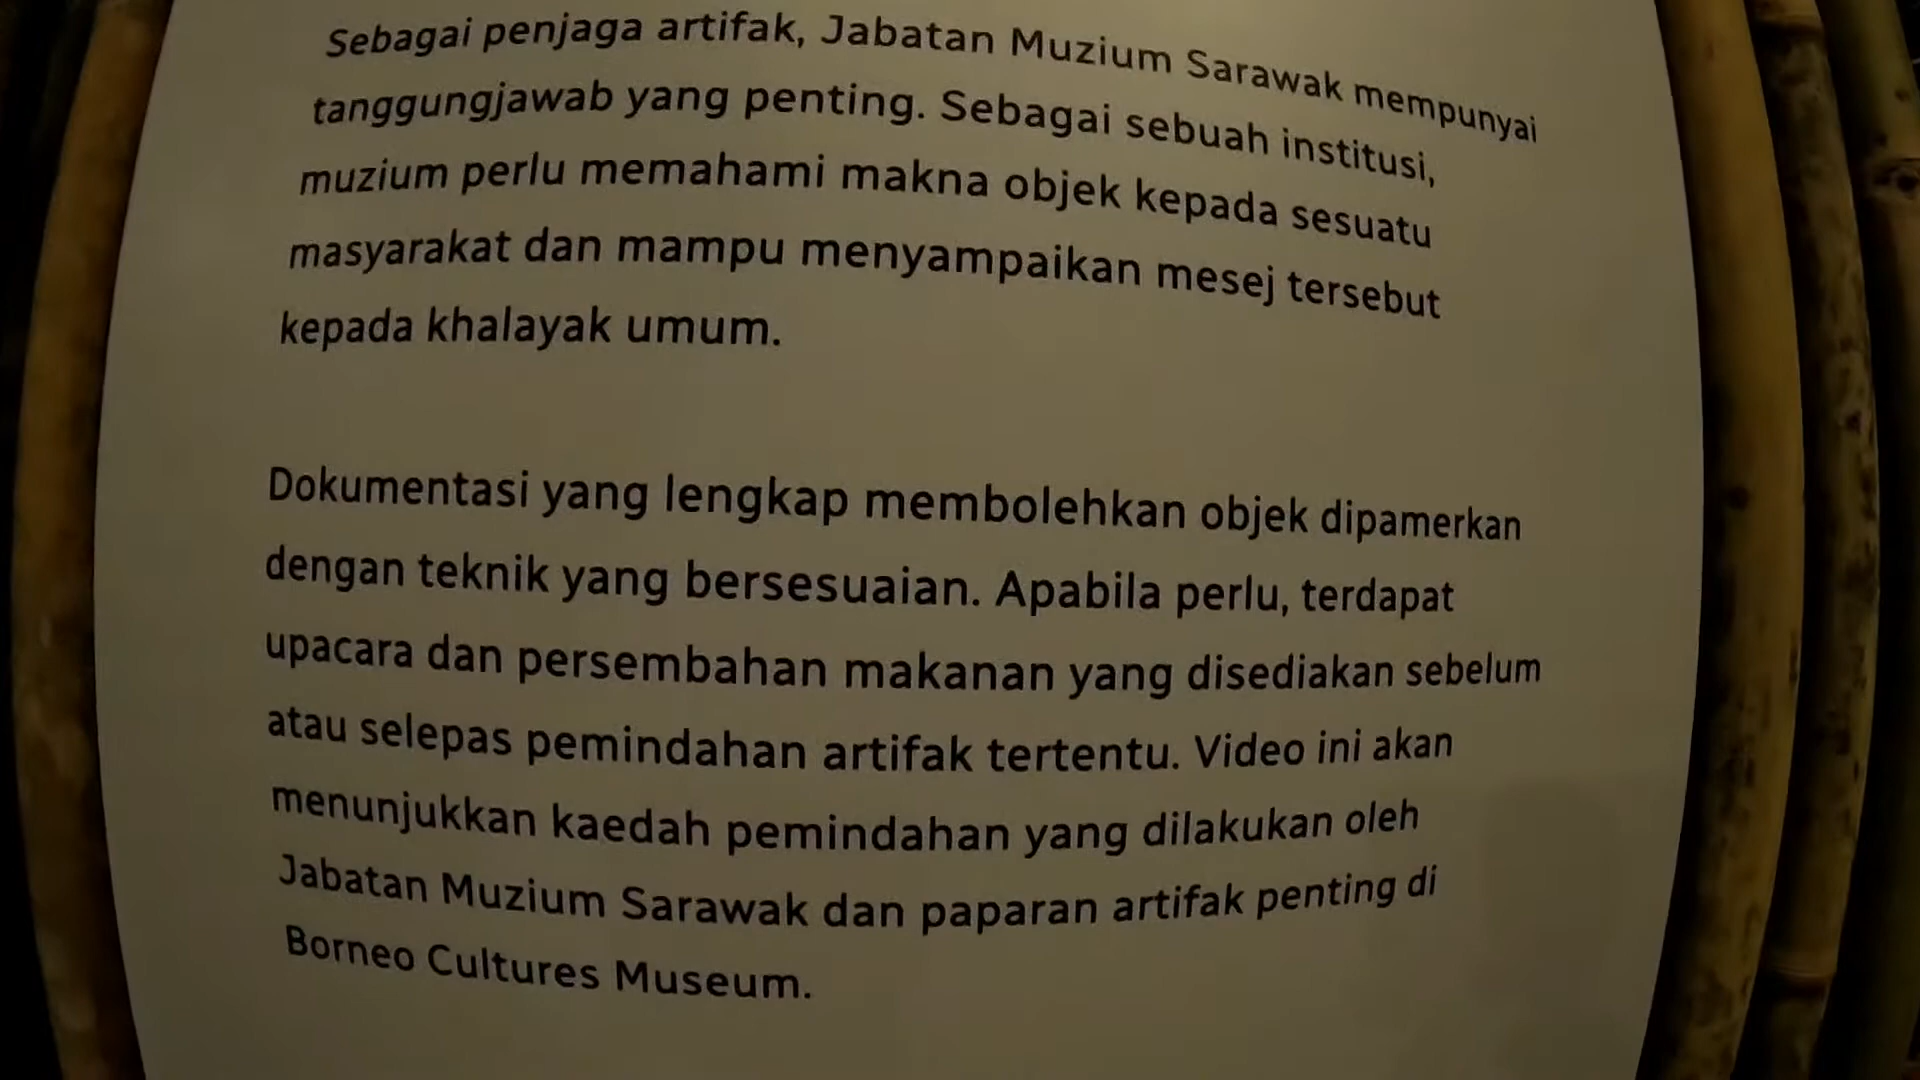 Sebagai penjaga artifak, Jabatan Muzium Sarawak mempunyai
tanggungjawab yang penting. Sebagai sebuah institusi,
muzium perlu memahami makna objek kepada sesuatu
masyarakat dan mampu menyampaikan mesej tersebut
kepada khalayak umum.
Dokumentasi yang lengkap membolehkan objek dipamerkan
dengan teknik yang bersesuaian. Apabila perlu, terdapat
upacara dan persembahan makanan yang disediakan sebelum
atau selepas pemindahan artifak tertentu. Video ini akan
menunjukkan kaedah pemindahan yang dilakukan oleh
Jabatan Muzium Sarawak dan paparan artifak penting di
Borneo Cultures Museum.